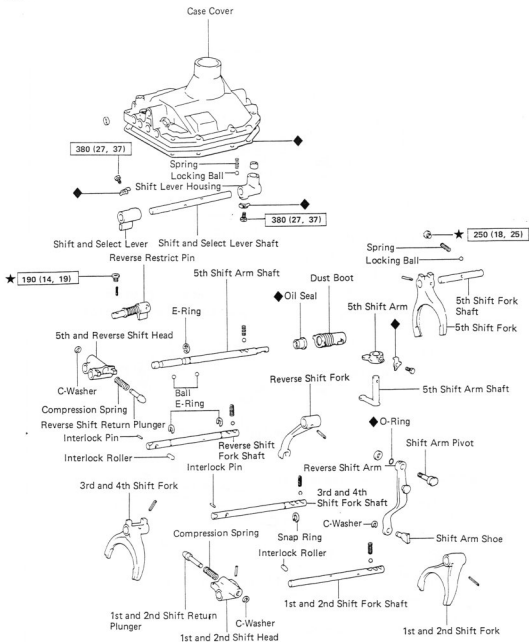 Case Cover
380 (27, 37)
Spring
Locking Ball
Shift Lever Housing
380 (27, 37)
Shift and Select Lever
Shift and Select Lever Shaft
★ 250 (18, 25)
Spring
Locking Ball
Reverse Restrict Pin
★ 190 (14, 19)
5th Shift Arm Shaft
Dust Boot
5th Fork
Shaft
5th Fork
Oil Seal
5th Shift Arm
E-Ring
5th and Reverse Shift Head
C-Washer
Ball
5th Shift Arm Shaft
Reverse Shift Fork
Compression Spring
E-Ring
Reverse Shift Return Plunger
Interlock Pin
Interlock Roller
Reverse Shift
Fork Shaft
O-Ring
Shift Arm Pivot
Reverse Shift Arm
Interlock Pin
3rd and 4th Shift Fork
3rd and 4th
Shift Fork Shaft
C-Washer
Snap Ring
Compression Spring
Interlock Roller
Shift Arm Shoe
1st and 2nd Shift Return
Plunger
C-Washer
1st and 2nd Shift Head
1st and 2nd Shift Fork Shaft
1st and 2nd Shift Fork